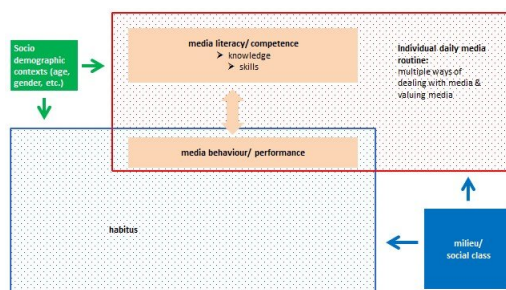 Socio
demographic
contexts (age,
gender, etc.)
media literacy/ competence
➤ knowledge
➤ skills
Individual daily media
routine:
multiple ways of
dealing with media &
valuing media
media behaviour/ performance
habitus
milieu/
social class